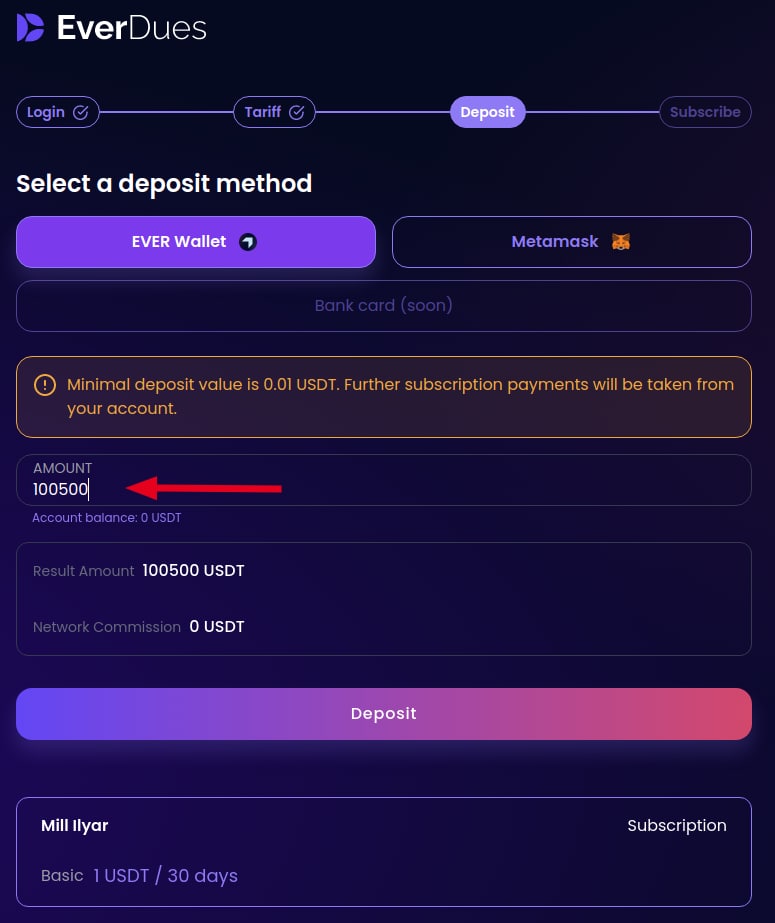 EverDues
Login
Tariff
Deposit
Subscribe
Select a deposit method
EVER Wallet
Metamask
Bank card (soon)
Minimal deposit value is 0.01 USDT. Further subscription payments will be taken from
your account.
AMOUNT
100500
Account balance: 0 USDT
Result Amount 100500 USDT
Network Commission 0 USDT
Deposit
Mill Ilyar
Subscription
Basic 1 USDT / 30 days